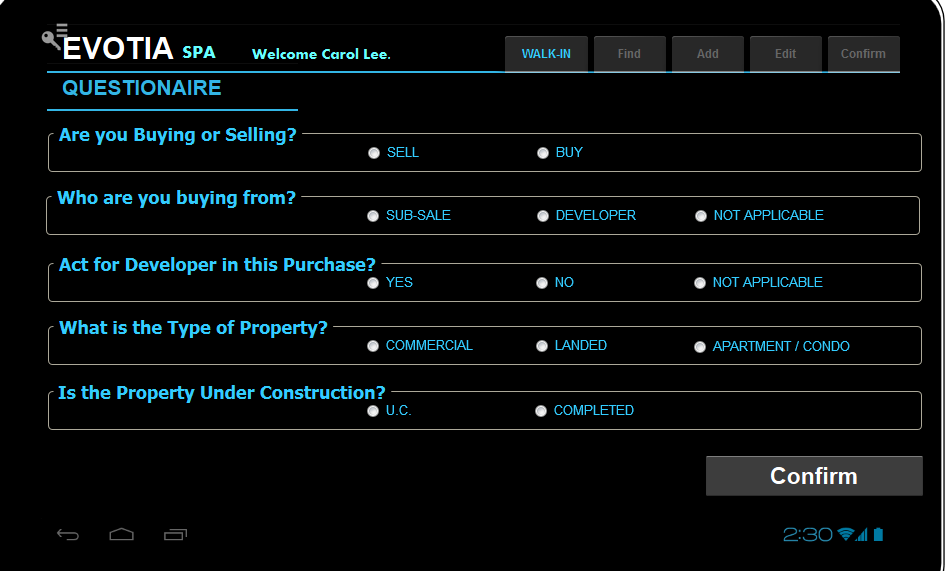 EVOTIA SPA Welcome Carol Lee. WALK-IN Find Add Edit Confirm
QUESTIONAIRE
Are you Buying or Selling?
SELL BUY
Who are you buying from?
SUB-SALE DEVELOPER NOT APPLICABLE
Act for Developer in this Purchase?
YES NO NOT APPLICABLE
What is the Type of Property?
COMMERCIAL LANDED APARTMENT / CONDO
Is the Property Under Construction?
U.C. COMPLETED
Confirm
2:30